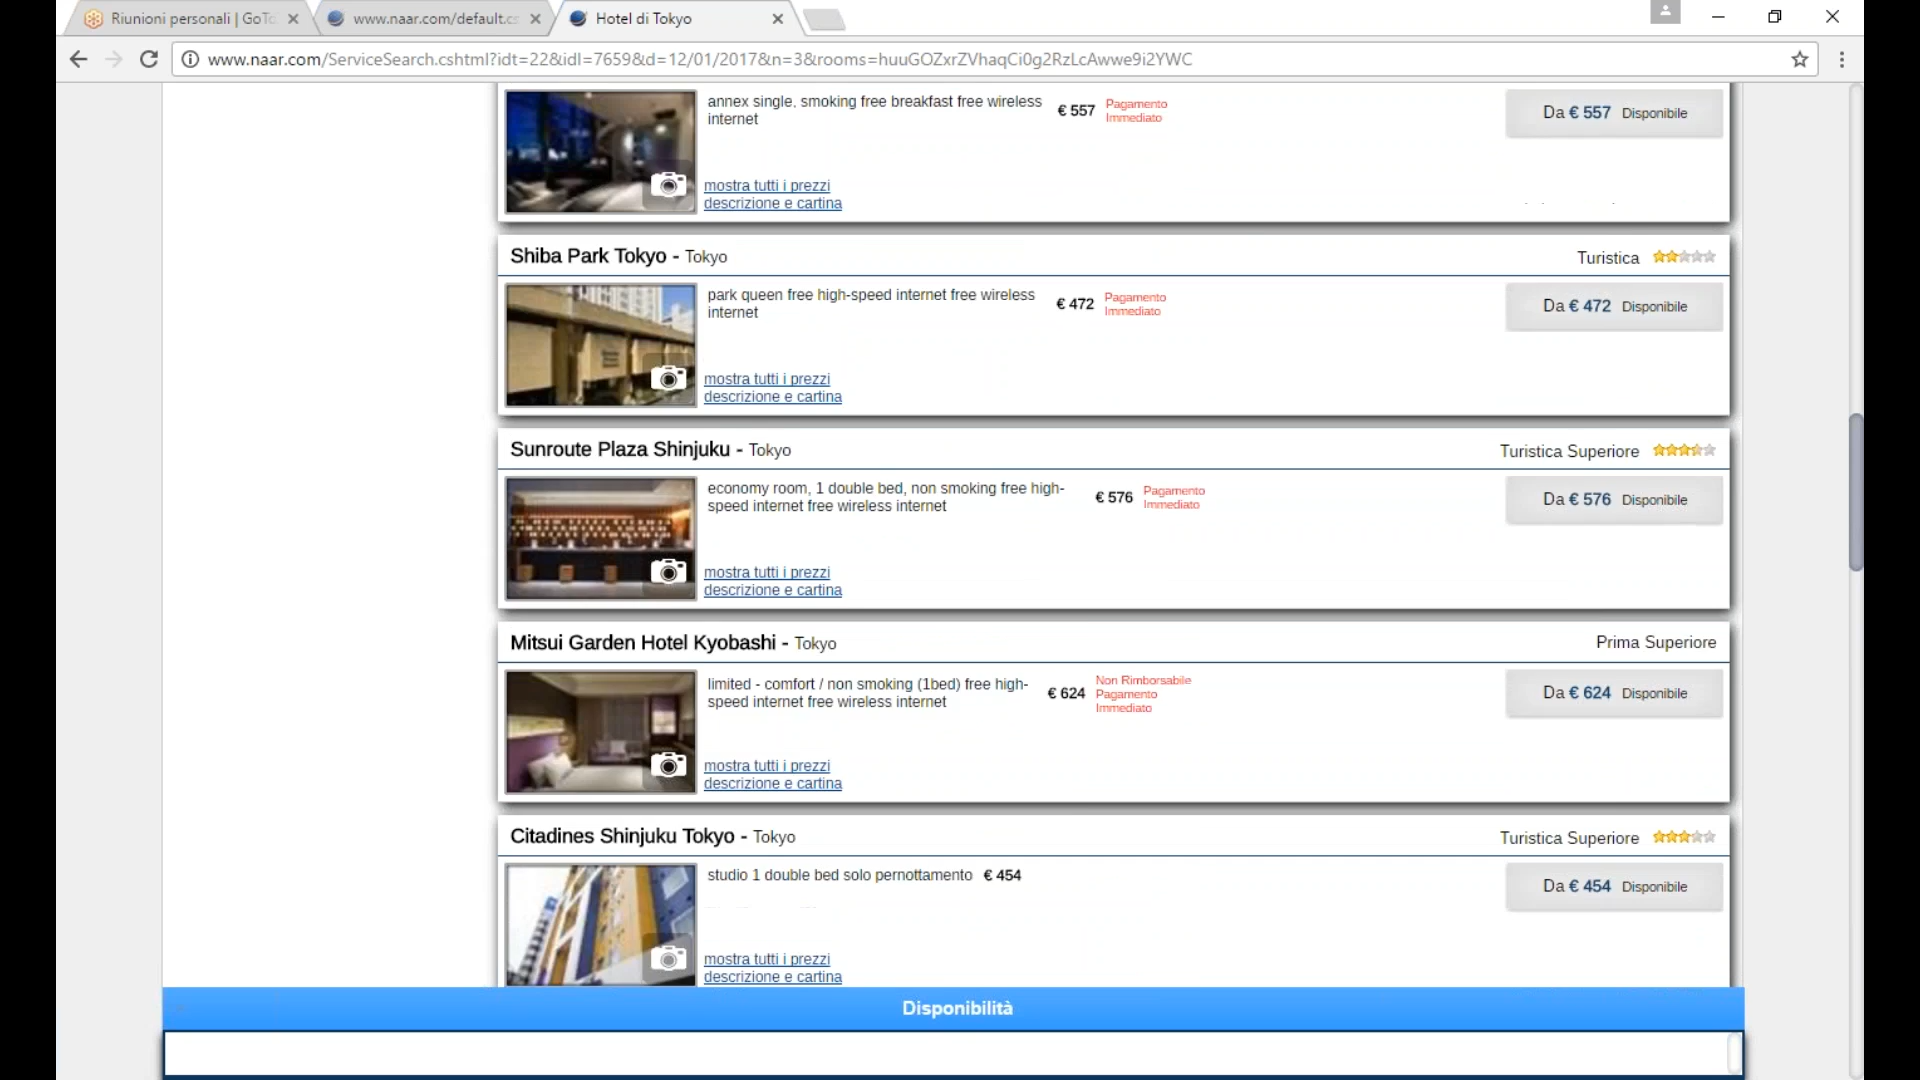 Riunioni personali | GoTo
www.naar.com/default.cs
Hotel di Tokyo
www.naar.com/ServiceSearch.cshtml?idt=22&idl=7659&d=12/01/2017&n=3&rooms=huuGOZxrZVhaqCi0g2RzLcAwwe9i2YWC
annex single, smoking free breakfast free wireless
internet
€ 557
Pagamento
Immediato
Da € 557 Disponibile
mostra tutti i prezzi
descrizione e cartina
Shiba Park Tokyo - Tokyo
Turistica
park queen free high-speed internet free wireless
internet
€ 472
Pagamento
Immediato
Da € 472 Disponibile
mostra tutti i prezzi
descrizione e cartina
Sunroute Plaza Shinjuku - Tokyo
Turistica Superiore
economy room, 1 double bed, non smoking free high-
speed internet free wireless internet
€ 576
Pagamento
Immediato
Da € 576 Disponibile
mostra tutti i prezzi
descrizione e cartina
Mitsui Garden Hotel Kyobashi - Tokyo
Prima Superiore
limited - comfort / non smoking (1bed) free high-
speed internet free wireless internet
€ 624
Non Rimborsabile
Pagamento
Immediato
Da € 624 Disponibile
mostra tutti i prezzi
descrizione e cartina
Citadines Shinjuku Tokyo - Tokyo
Turistica Superiore
studio 1 double bed solo pernottamento € 454
Da € 454 Disponibile
mostra tutti i prezzi
descrizione e cartina
Disponibilità